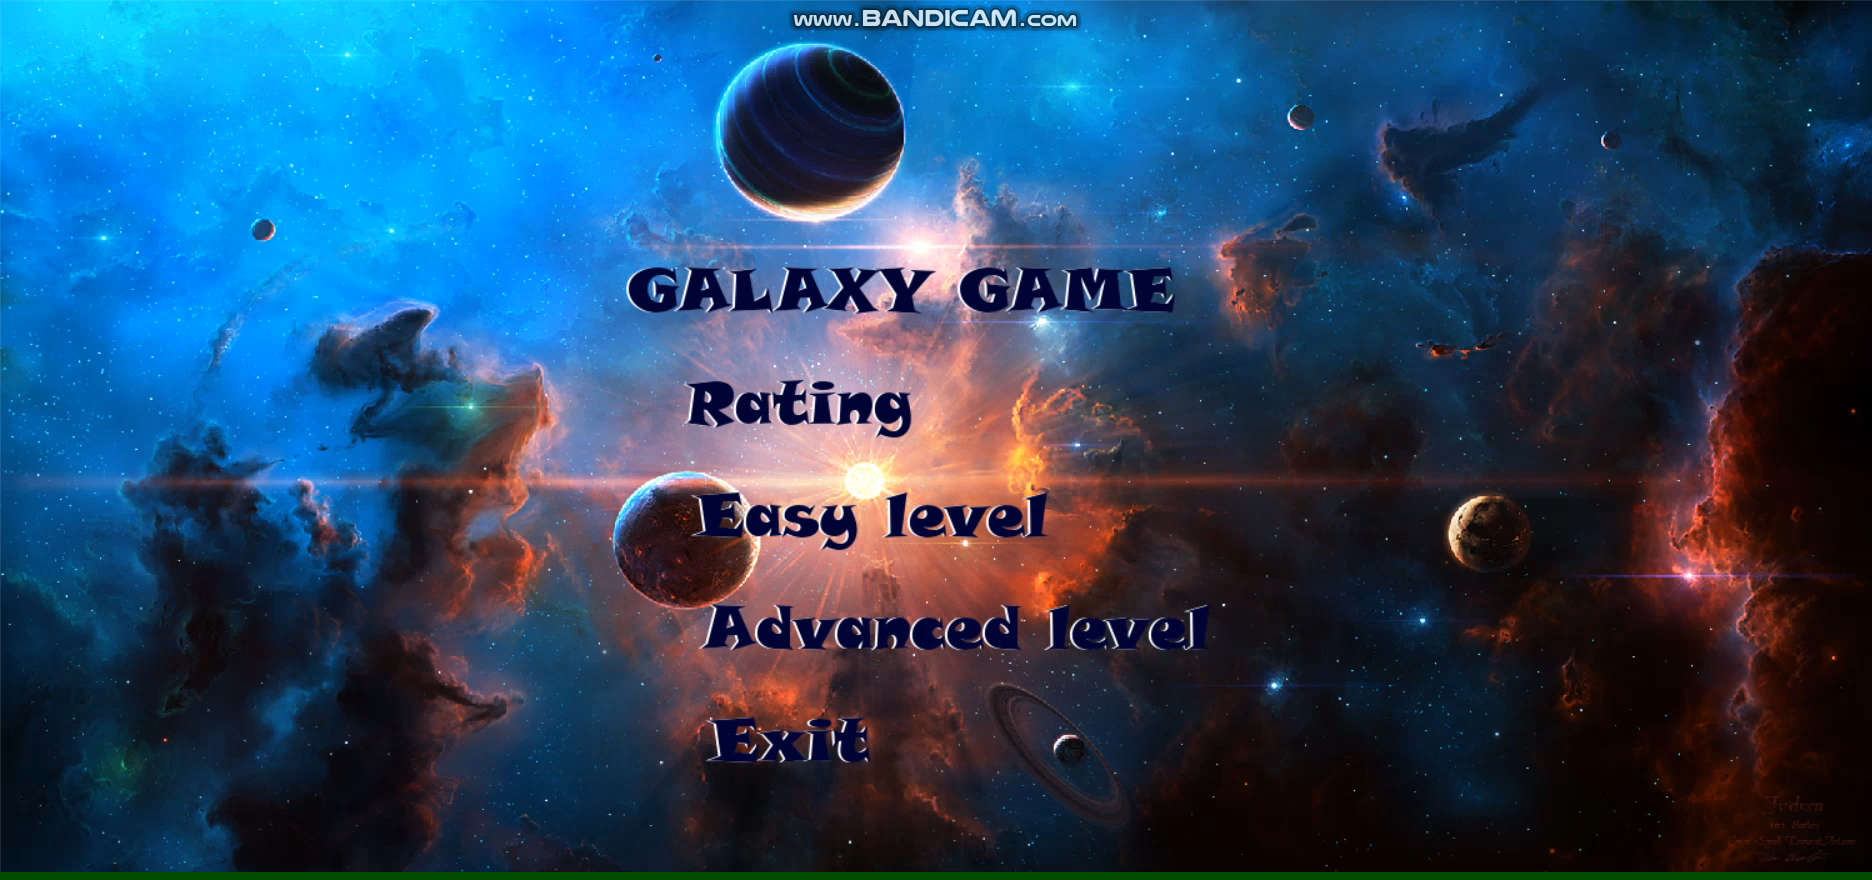 www.BANDICAM.com
GALAXY GAME
Rating
Easy level
Advanced level
Exit